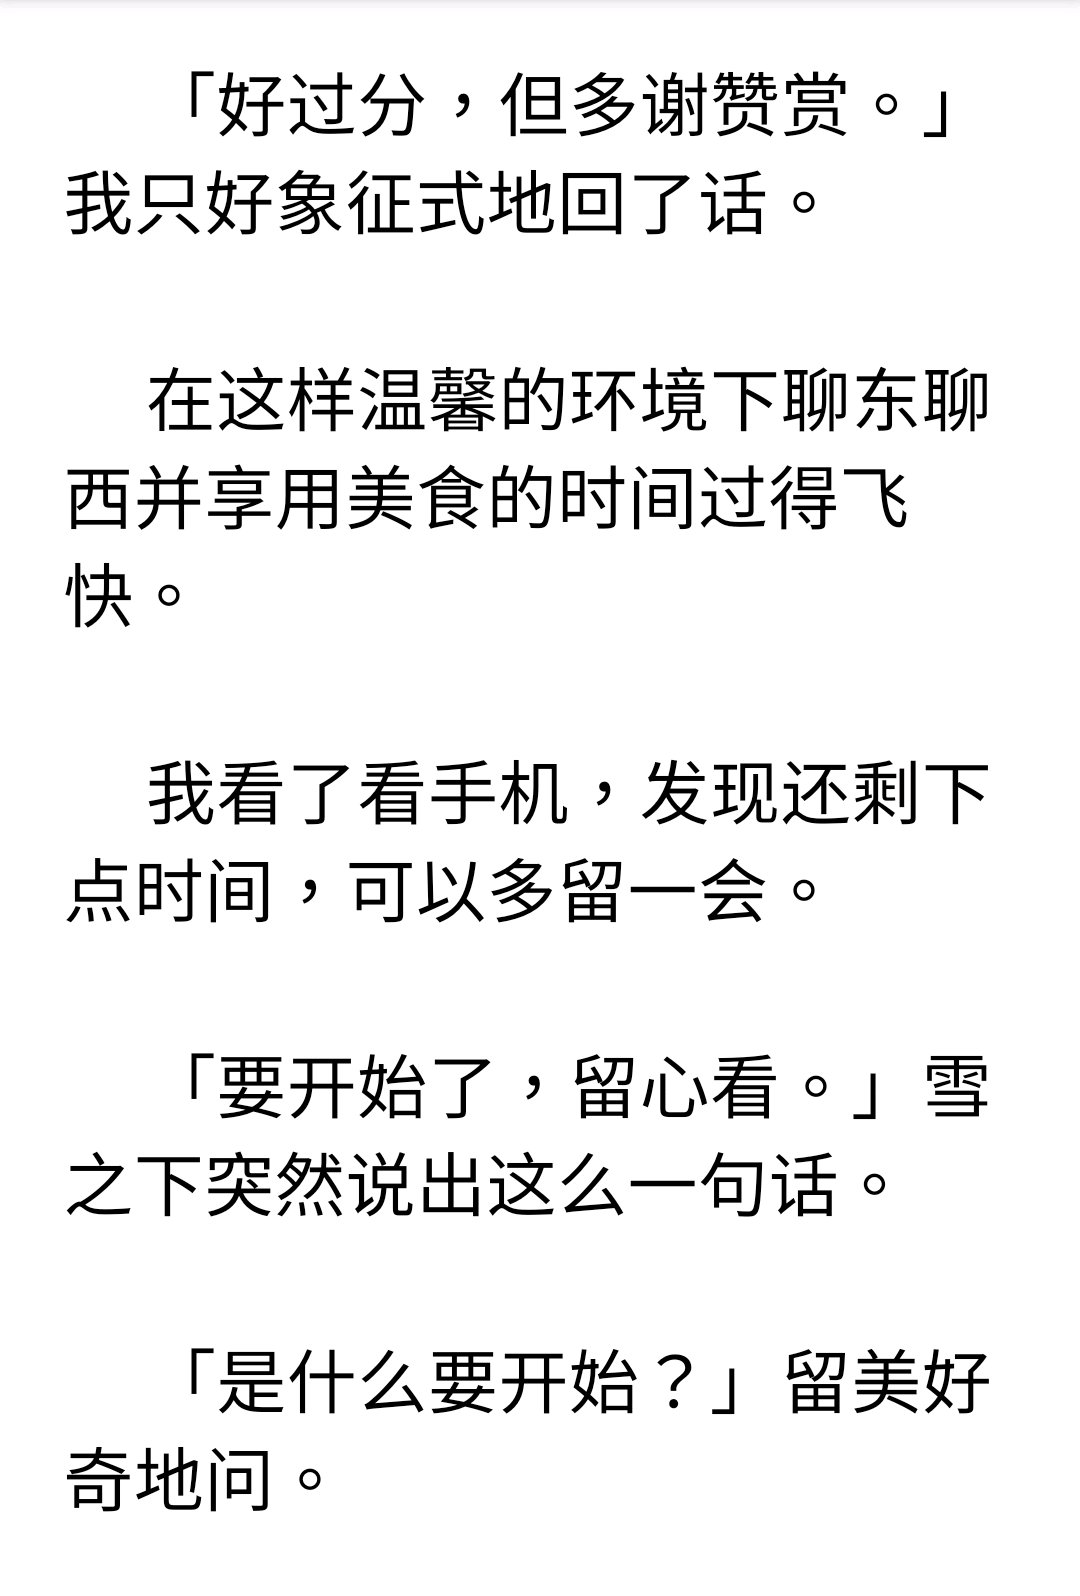 「好过分，但多谢赞赏。」
我只好象征式地回了话。
在这样温馨的环境下聊东聊
西并享用美食的时间过得飞
快。
我看了看手机，发现还剩下
点时间，可以多留一会。
「要开始了，留心看。」雪
之下突然说出这么一句话。
「是什么要开始？」留美好
奇地问。